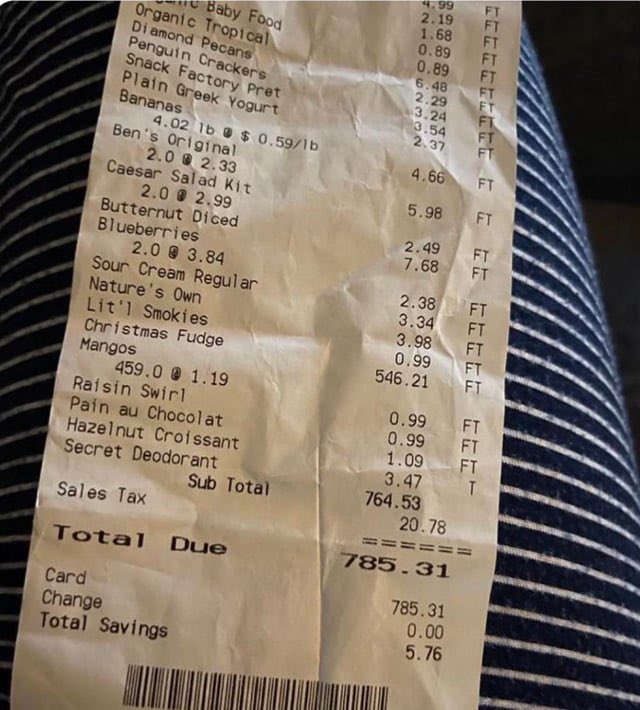 4.99 FT
2.19 FT
1.68 FT
0.89 FT
Baby Food 0.89 FT
Organic Tropical 6.48 FT
Diamond Pecans 2.29 FT
Penguin Crackers 3.24 FT
Snack Factory Pret 3.54 FT
Plain Greek Yogurt 2.37 FT
Bananas
4.02 lb @ $ 0.59/lb
Ben's Original
2.0 @ 2.33 4.66 FT
Caesar Salad Kit
2.0 @ 2.99 5.98 FT
Butternut Diced 2.49 FT
Blueberries
2.0 @ 3.84 7.68 FT
Sour Cream Regular 2.38 FT
Nature's Own 3.34 FT
Lit'l Smokies 3.98 FT
Christmas Fudge 0.99 FT
Mangos
459.0 @ 1.19 546.21 FT
Raisin Swirl 0.99 FT
Pain au Chocolat 0.99 FT
Hazelnut Croissant 1.09 FT
Secret Deodorant 3.47 T
Sub Total 764.53
Sales Tax 20.78
======
Total Due 785.31
Card 785.31
Change 0.00
Total Savings 5.76